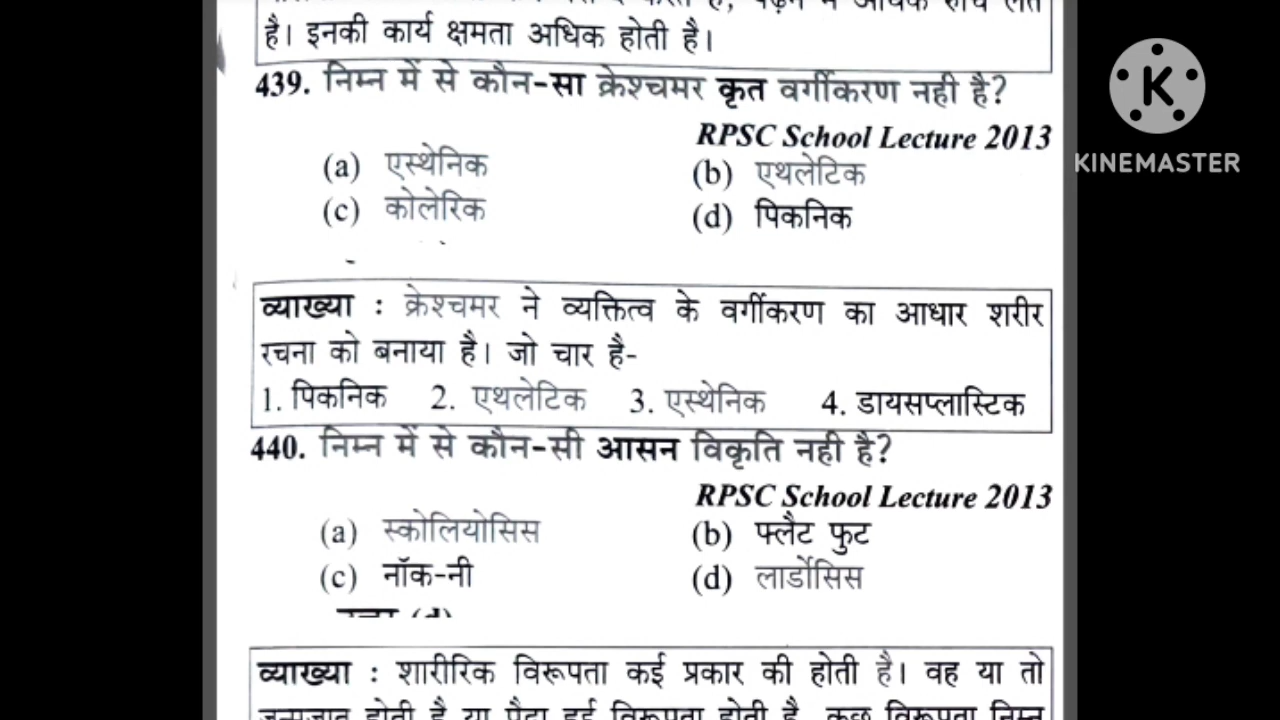 है। इनकी कार्य क्षमता अधिक होती है।
439. निम्न में से कौन-सा क्रेश्चमर कृत वर्गीकरण नही है?
RPSC School Lecture 2013
(a) एस्थेनिक (b) एथलेटिक
(c) कोलेरिक (d) पिकनिक
व्याख्या : क्रेश्चमर ने व्यक्तित्व के वर्गीकरण का आधार शरीर
रचना को बनाया है। जो चार है-
1. पिकनिक 2. एथलेटिक 3. एस्थेनिक 4. डायसप्लास्टिक
440. निम्न में से कौन-सी आसन विकृति नही है?
RPSC School Lecture 2013
(a) स्कोलियोसिस (b) फ्लैट फुट
(c) नॉक-नी (d) लार्डोसिस
व्याख्या : शारीरिक विरूपता कई प्रकार की होती है। वह या तो
K
KINEMASTER